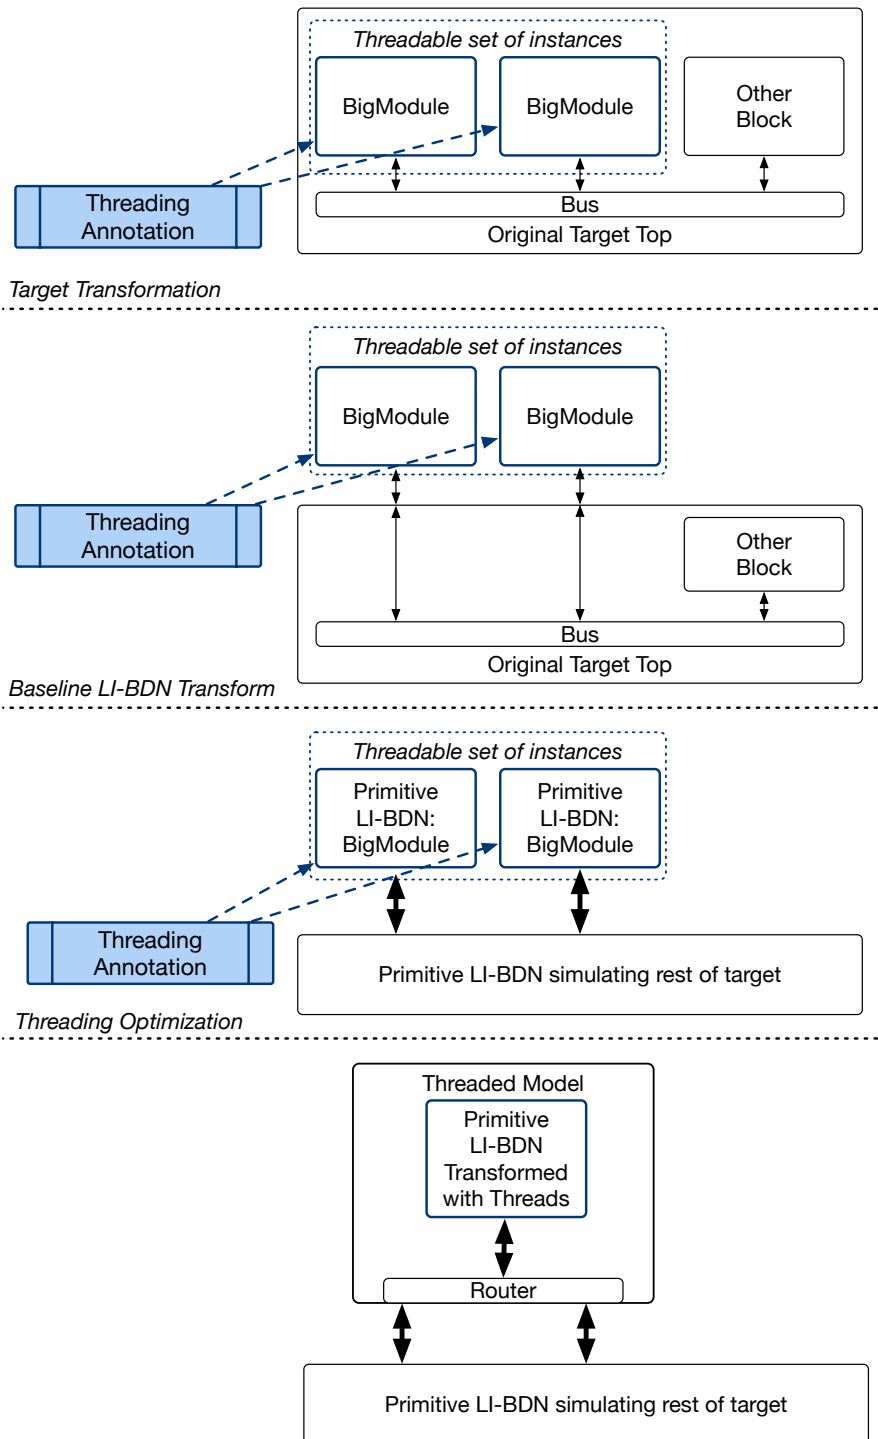 Threadable set of instances
BigModule
BigModule
Other
Block
Threading
Annotation
Bus
Original Target Top
Target Transformation
Threadable set of instances
BigModule
BigModule
Threading
Annotation
Other
Block
Bus
Original Target Top
Baseline LI-BDN Transform
Threadable set of instances
Primitive
LI-BDN:
BigModule
Primitive
LI-BDN:
BigModule
Threading
Annotation
Primitive LI-BDN simulating rest of target
Threading Optimization
Threaded Model
Primitive
LI-BDN
Transformed
with Threads
Router
Primitive LI-BDN simulating rest of target